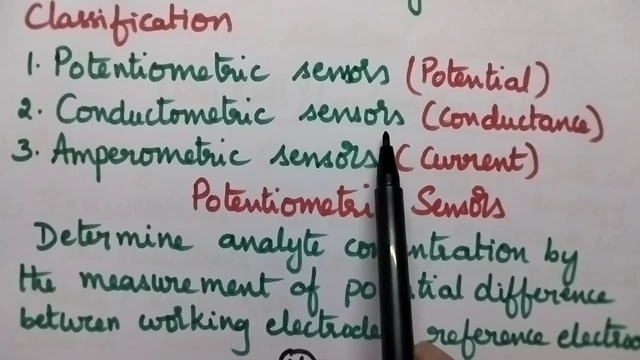 Classification
1. Potentiometric sensors (Potential)
2. Conductometric sensors (conductance)
3. Amperometric sensors (Current)
Sensors
Determine analyte by
the measurement of difference
between working reference